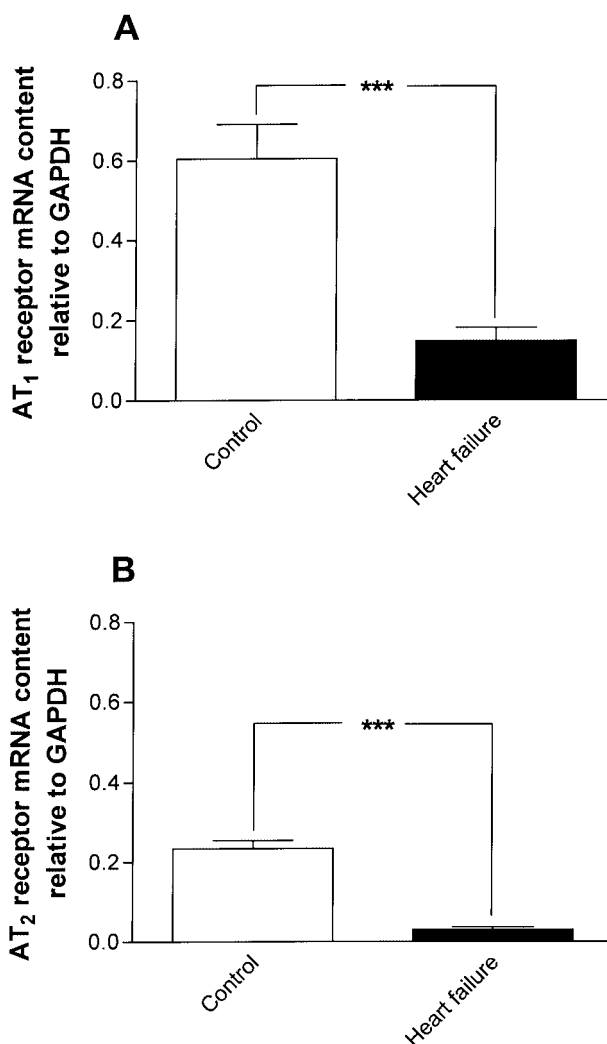 A
AT1 receptor mRNA content
relative to GAPDH
0.8
0.6
0.4
0.2
0.0
***
Control
Heart failure
B
AT2 receptor mRNA content
relative to GAPDH
0.8
0.6
0.4
0.2
0.0
***
Control
Heart failure